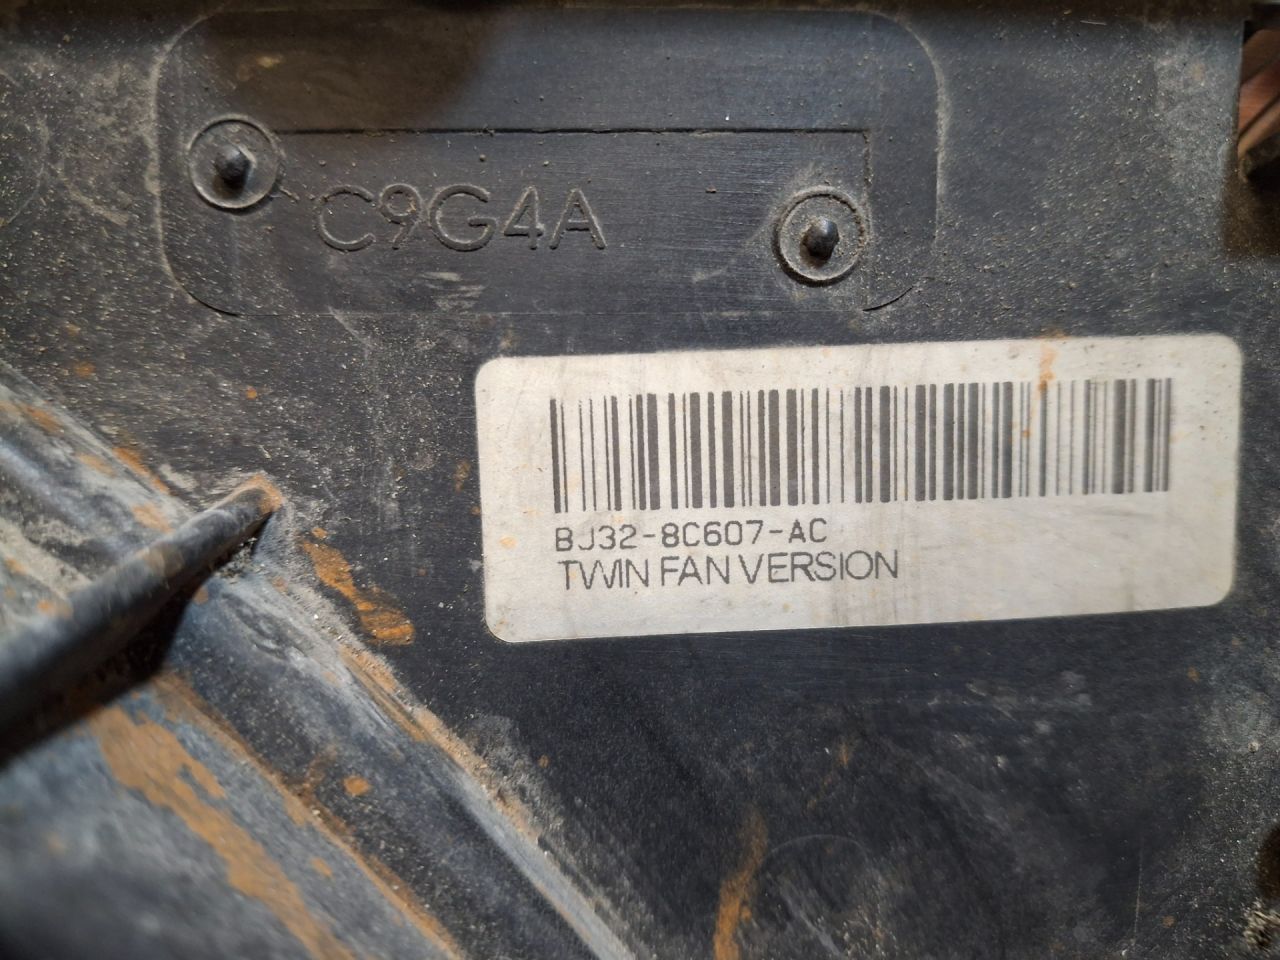 C9G4A
BJ32-8C607-AC
TWIN FAN VERSION